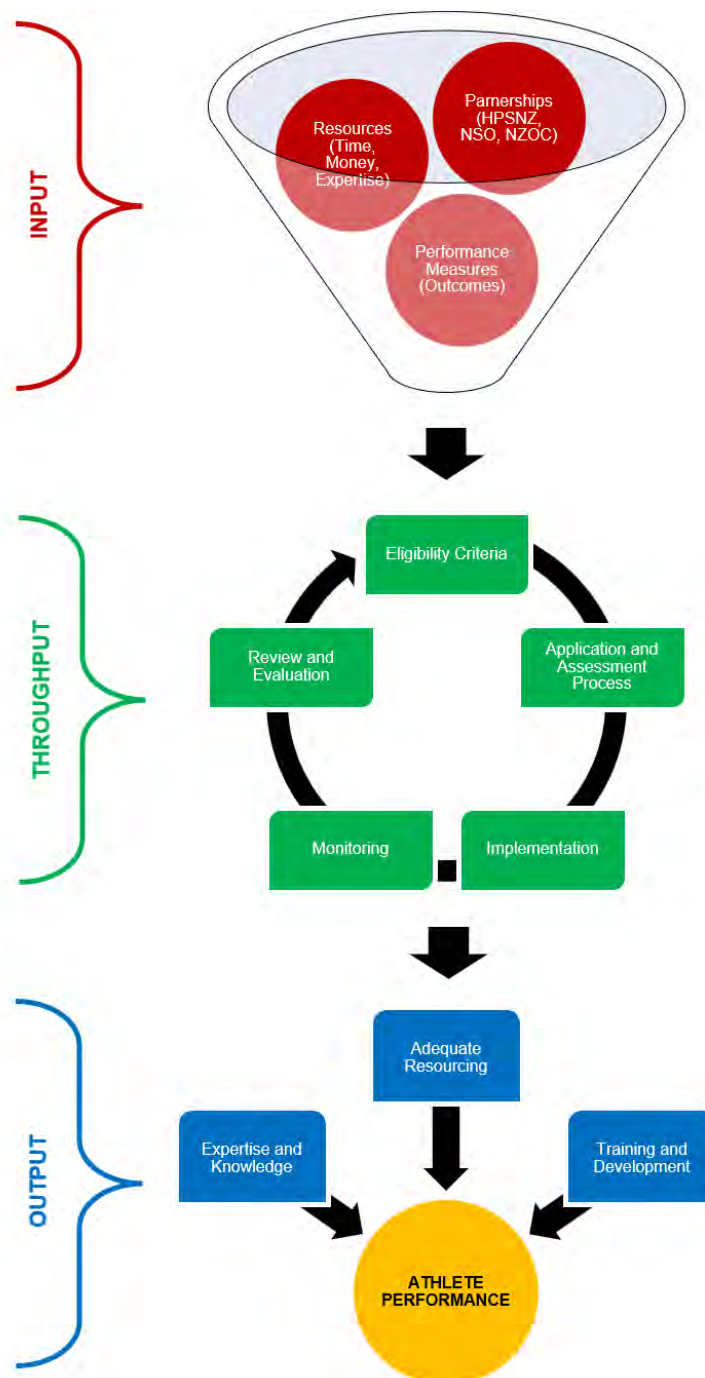 INPUT
Resources
(Time,
Money,
Expertiise)
Parnerships
(HPSNZ,
NSO, NZOC)
Performance
Measures
(Outcomes)
THROUGHPUT
Eligibility Criteria
Review and
Evaluation
Application and
Assessment
Process
Monitoring
Implementation
OUTPUT
Adequate
Resourcing
Expertise and
Knowledge
Training and
Development
ATHLETE
PERFORMANCE